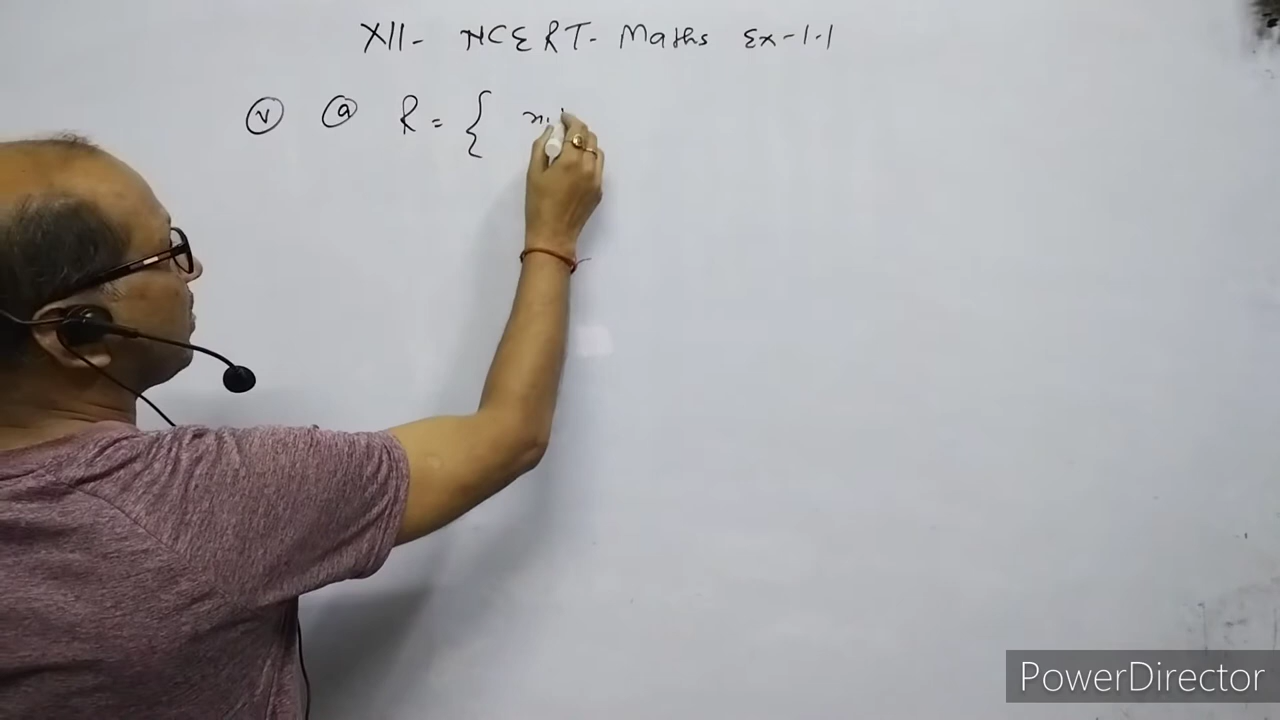 XII- NCERT- Maths Ex-1.1
(v) (a) R = {
PowerDirector